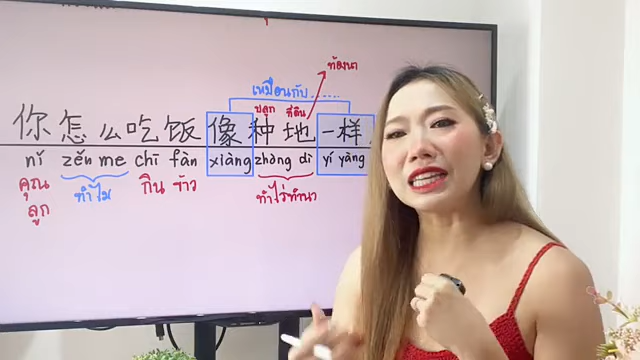 ท้องนา
เหมือนกับ......
ปลูก ที่ดิน
你怎么吃饭像种地一样
nǐ zěn me chī fàn xiàng zhòng dì yí yàng
คุณ ทำไม กิน ข้าว ทำไร่ทำนา
ลูก